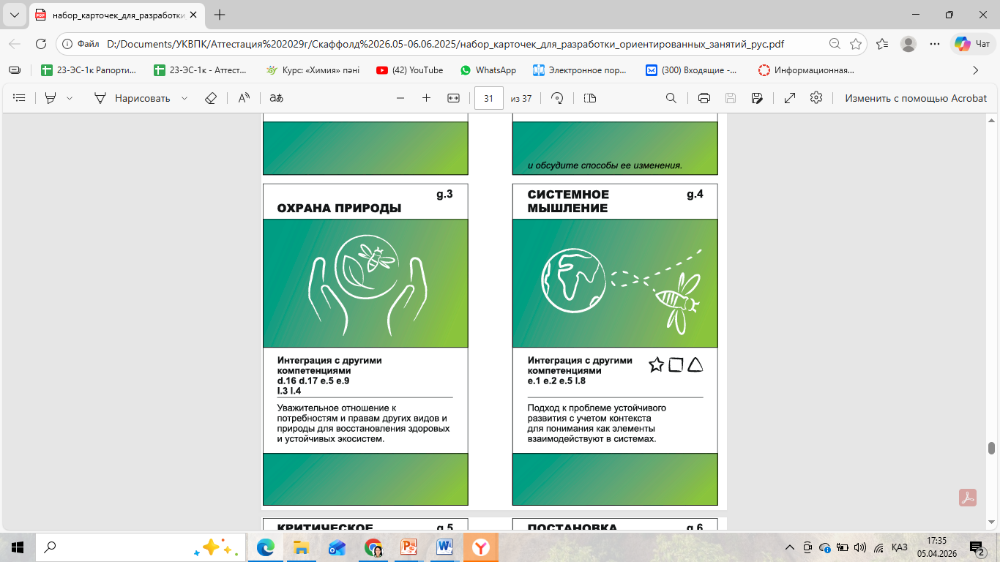 набор_карточек_для_разработки_
Файл
D:/Documents/УКВПК/Аттестация%202029г/Скаффолд%2026.05-06.06.2025/набор_карточек_для_разработки_ориентированных_занятий_рус.pdf
Чат
23-ЭС-1к Рапорти...
23-ЭС-1к - Аттест...
Курс: «Химия» пәні
(42) YouTube
WhatsApp
Электронное пор...
(300) Входящие -...
Информационная...
Нарисовать
аあ
31
из 37
Изменить с помощью Acrobat
и обсудите способы ее изменения.
g.3
ОХРАНА ПРИРОДЫ
Интеграция с другими
компетенциями
d.16 d.17 e.5 e.9
l.3 l.4
Уважительное отношение к
потребностям и правам других видов и
природы для восстановления здоровых
и устойчивых экосистем.
СИСТЕМНОЕ
g.4
МЫШЛЕНИЕ
Интеграция с другими
компетенциями
e.1 e.2 e.5 l.8
Подход к проблеме устойчивого
развития с учетом контекста
для понимания как элементы
взаимодействуют в системах.
КРИТИЧЕСКОЕ
g.5
ПОСТАНОВКА
g.6
ҚАЗ
17:35
05.04.2026
2